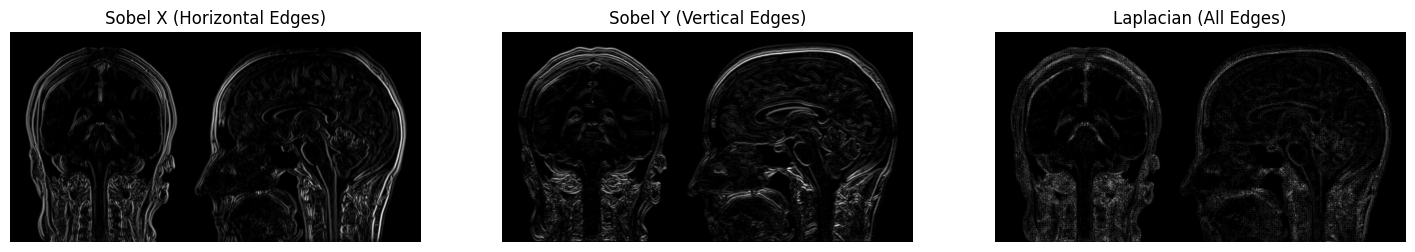 Sobel X (Horizontal Edges)
Sobel Y (Vertical Edges)
Laplacian (All Edges)